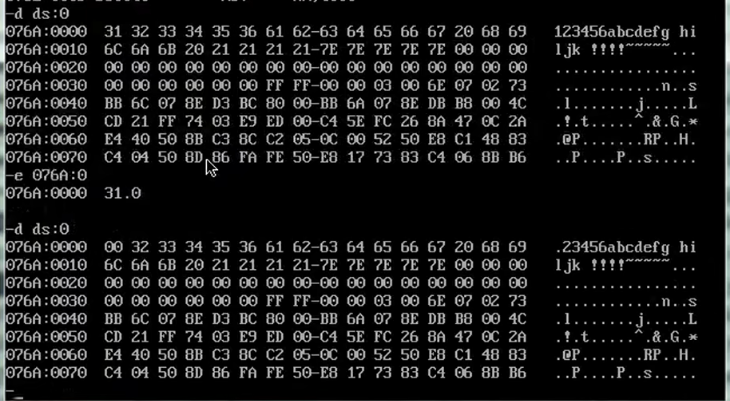 -d ds:0
076A:0000 31 32 33 34 35 36 61 62-63 64 65 66 67 20 68 69 123456abcdefg hi
076A:0010 6C 6A 6B 20 21 21 21 21-7E 7E 7E 7E 7E 00 00 00 ljk !!!!~~~~~...
076A:0020 00 00 00 00 00 00 00 00-00 00 00 00 00 00 00 00 ................
076A:0030 00 00 00 00 00 00 FF FF-00 00 03 00 6E 07 02 73 ............n..s
076A:0040 BB 6C 07 8E D3 BC 80 00-BB 6A 07 8E DB B8 00 4C .l.......j.....L
076A:0050 CD 21 FF 74 03 E9 ED 00-C4 5E FC 26 8A 47 0C 2A .!.t.....^.&.G.*
076A:0060 E4 40 50 8B C3 8C C2 05-0C 00 52 50 E8 C1 48 83 .@P.......RP..H.
076A:0070 C4 04 50 8D 86 FA FE 50-E8 17 73 83 C4 06 8B B6 ..P....P..s.....
-e 076A:0
076A:0000 31.0
-d ds:0
076A:0000 00 32 33 34 35 36 61 62-63 64 65 66 67 20 68 69 .23456abcdefg hi
076A:0010 6C 6A 6B 20 21 21 21 21-7E 7E 7E 7E 7E 00 00 00 ljk !!!!~~~~~...
076A:0020 00 00 00 00 00 00 00 00-00 00 00 00 00 00 00 00 ................
076A:0030 00 00 00 00 00 00 FF FF-00 00 03 00 6E 07 02 73 ............n..s
076A:0040 BB 6C 07 8E D3 BC 80 00-BB 6A 07 8E DB B8 00 4C .l.......j.....L
076A:0050 CD 21 FF 74 03 E9 ED 00-C4 5E FC 26 8A 47 0C 2A .!.t.....^.&.G.*
076A:0060 E4 40 50 8B C3 8C C2 05-0C 00 52 50 E8 C1 48 83 .@P.......RP..H.
076A:0070 C4 04 50 8D 86 FA FE 50-E8 17 73 83 C4 06 8B B6 ..P....P..s.....
-